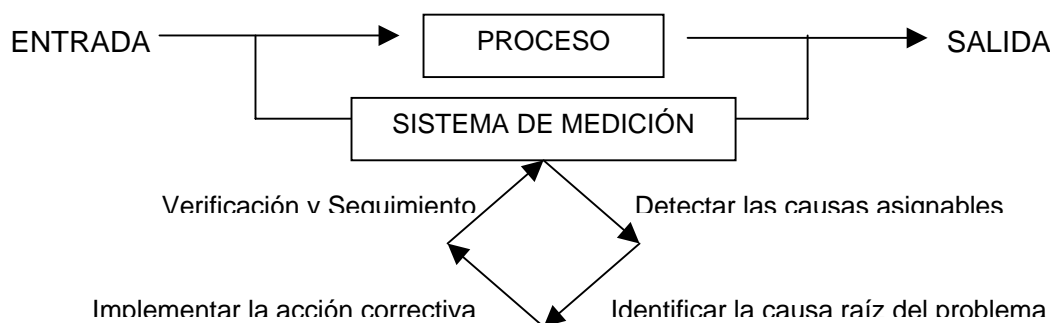 ENTRADA PROCESO SALIDA
SISTEMA DE MEDICIÓN
Verificación y Seguimiento Detectar las causas asignables
Implementar la acción correctiva Identificar la causa raíz del problema